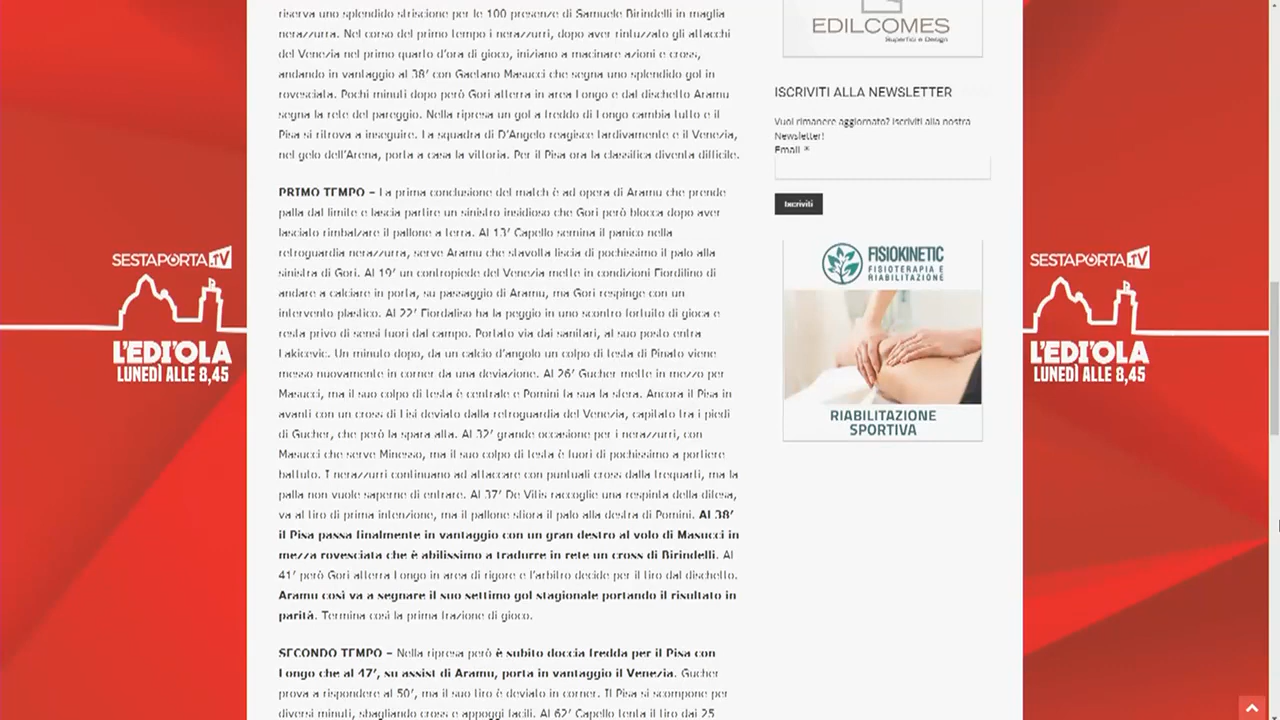 riserva uno splendido striscione per le 100 presenze di Samuele Birindelli in maglia
nerazzurra. Nel corso del primo tempo i nerazzurri, dopo aver rintuzzato gli attacchi
del Venezia nel primo quarto d'ora di gioco, iniziano a macinare azioni e cross,
andando in vantaggio al 38' con Gaetano Masucci che segna uno splendido gol in
rovesciata. Pochi minuti dopo però Gori atterra in area Longo e dal dischetto Aramu
segna la rete del pareggio. Nella ripresa un gol a freddo di Longo cambia tutto e il
Pisa si ritrova a inseguire. La squadra di D'Angelo reagisce tardivamente e il Venezia,
nel gelo dell'Arena, porta a casa la vittoria. Per il Pisa ora la classifica diventa difficile.
PRIMO TEMPO – La prima conclusione del match è ad opera di Aramu che prende
palla dal limite e lascia partire un sinistro insidioso che Gori però blocca dopo aver
lasciato rimbalzare il pallone a terra. Al 13' Capello semina il panico nella
retroguardia nerazzurra, serve Aramu che stavolta liscia di pochissimo il palo alla
sinistra di Gori. Al 19' un contropiede del Venezia mette in condizioni Fiordilino di
andare a calciare in porta, su passaggio di Aramu, ma Gori respinge con un
intervento plastico. Al 22' Fiordaliso ha la peggio in uno scontro fortuito di gioco e
resta privo di sensi fuori dal campo. Portato via dai sanitari, al suo posto entra
Lakicevic. Un minuto dopo, da un calcio d'angolo un colpo di testa di Pinato viene
messo nuovamente in corner da una deviazione. Al 26' Gucher mette in mezzo per
Masucci, ma il suo colpo di testa è centrale e Pomini fa sua la sfera. Ancora il Pisa in
avanti con un cross di Lisi deviato dalla retroguardia del Venezia, capitato tra i piedi
di Gucher, che però la spara alta. Al 32' grande occasione per i nerazzurri, con
Masucci che serve Minesso, ma il suo colpo di testa è fuori di pochissimo a portiere
battuto. I nerazzurri continuano ad attaccare con puntuali cross dalla trequarti, ma la
palla non vuole saperne di entrare. Al 37' De Vitis raccoglie una respinta della difesa,
va al tiro di prima intenzione, ma il pallone sfiora il palo alla destra di Pomini. Al 38'
il Pisa passa finalmente in vantaggio con un gran destro al volo di Masucci in
mezza rovesciata che è abilissimo a tradurre in rete un cross di Birindelli. Al
41' però Gori atterra Longo in area di rigore e l'arbitro decide per il tiro dal dischetto.
Aramu così va a segnare il suo settimo gol stagionale portando il risultato in
parità. Termina così la prima frazione di gioco.
SECONDO TEMPO – Nella ripresa però è subito doccia fredda per il Pisa con
Longo che al 47', su assist di Aramu, porta in vantaggio il Venezia. Gucher
prova a rispondere al 50', ma il suo tiro è deviato in corner. Il Pisa si scompone per
diversi minuti, sbagliando cross e appoggi facili. Al 62' Capello tenta il tiro dai 25
EDILCOMES
Superfici e Design
ISCRIVITI ALLA NEWSLETTER
Vuoi rimanere aggiornato? Iscriviti alla nostra
Newsletter!
Email *
Iscriviti
FISIOKINETIC
FISIOTERAPIA E
RIABILITAZIONE
RIABILITAZIONE
SPORTIVA
SESTAPORTA.TV
L'EDI'OLA
LUNEDÌ ALLE 8,45
SESTAPORTA.TV
L'EDI'OLA
LUNEDÌ ALLE 8,45